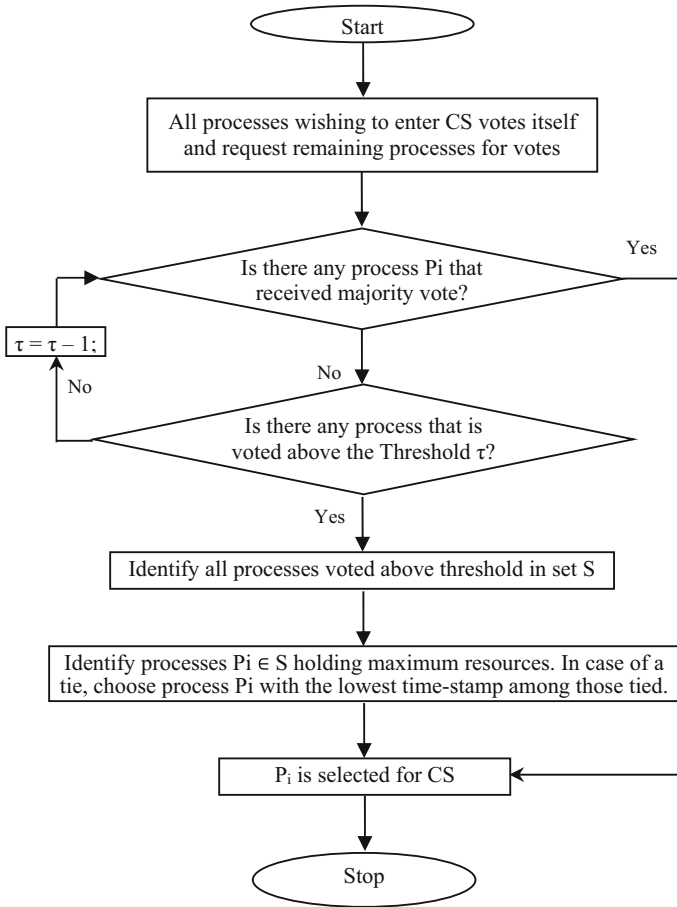 Start
All processes wishing to enter CS votes itself
and request remaining processes for votes
Is there any process Pi that
received majority vote?
Yes
τ = τ – 1;
No
No
Is there any process that is
voted above the Threshold τ?
Yes
Identify all processes voted above threshold in set S
Identify processes Pi ∈ S holding maximum resources. In case of a
tie, choose process Pi with the lowest time-stamp among those tied.
Pi is selected for CS
Stop